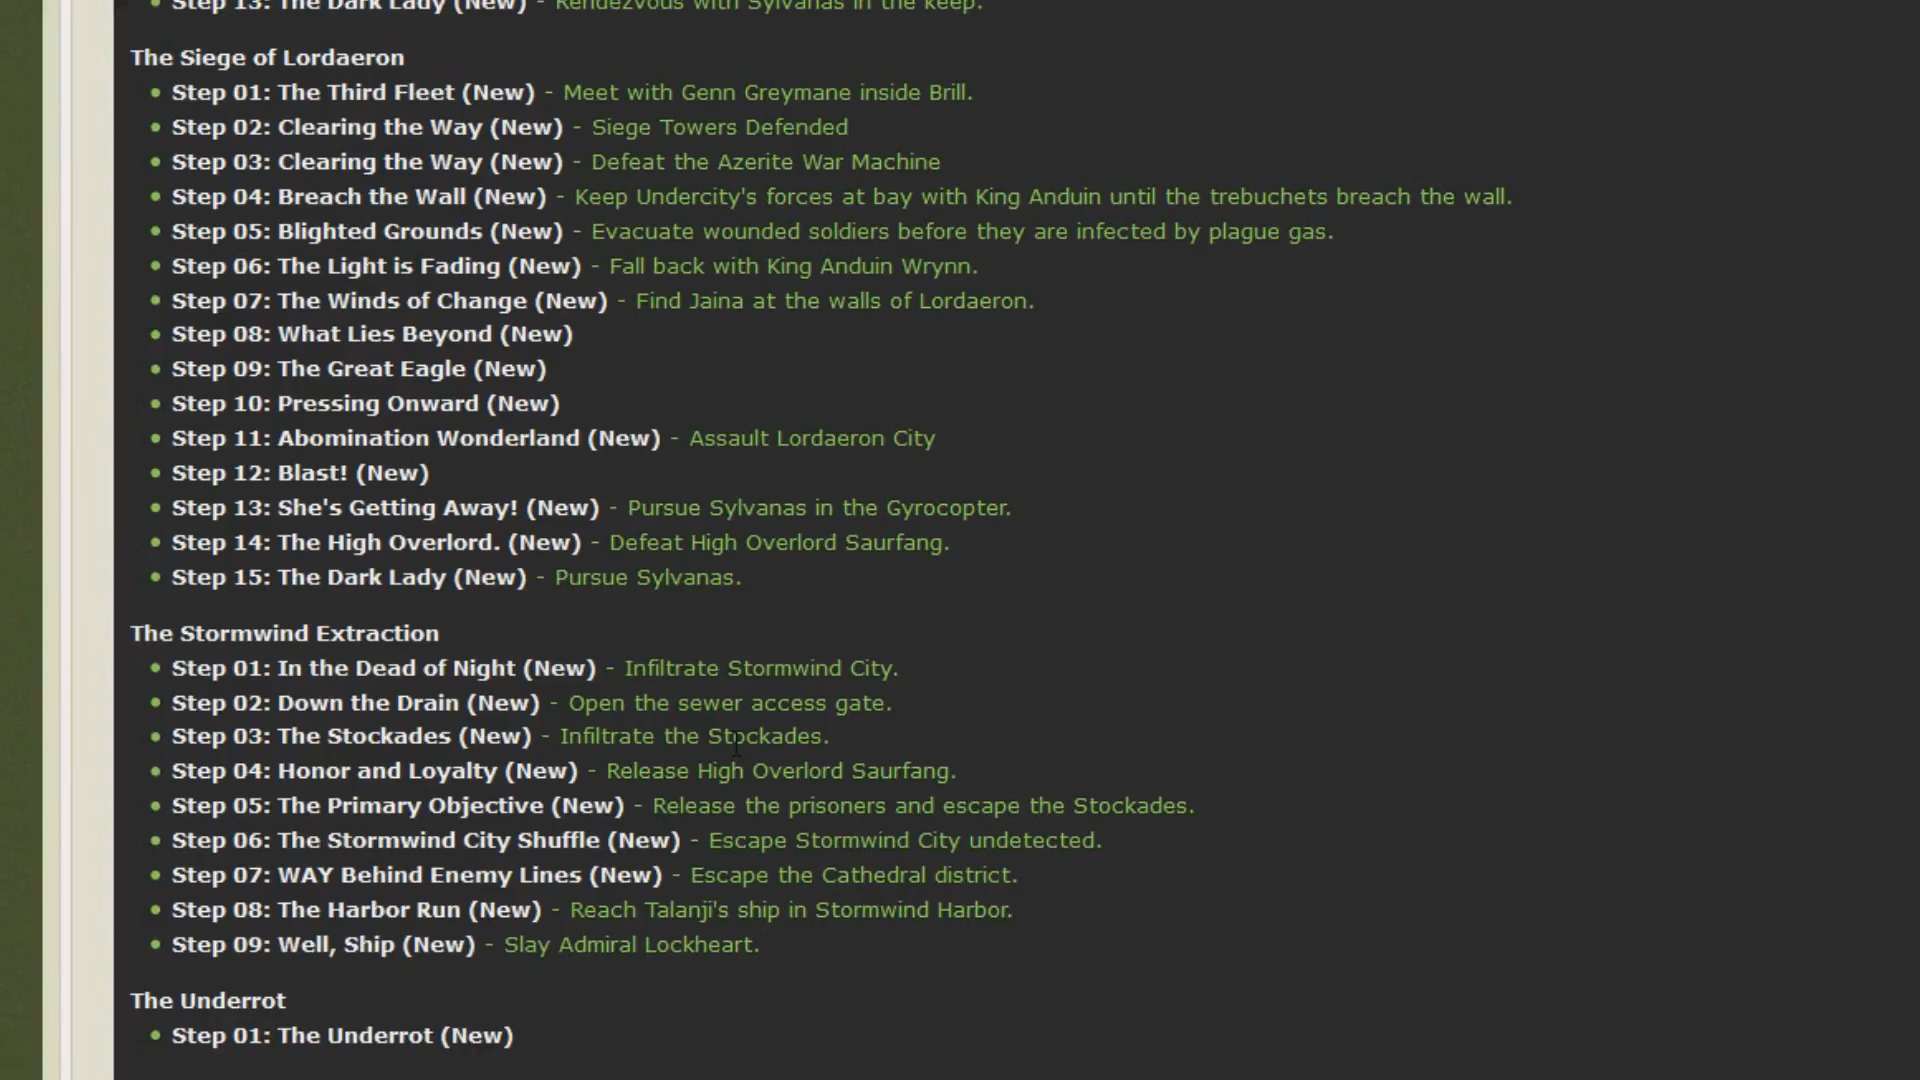 Step 13: The Dark Lady (New) - Rendezvous with Sylvanas in the keep.
The Siege of Lordaeron
Step 01: The Third Fleet (New) - Meet with Genn Greymane inside Brill.
Step 02: Clearing the Way (New) - Siege Towers Defended
Step 03: Clearing the Way (New) - Defeat the Azerite War Machine
Step 04: Breach the Wall (New) - Keep Undercity's forces at bay with King Anduin until the trebuchets breach the wall.
Step 05: Blighted Grounds (New) - Evacuate wounded soldiers before they are infected by plague gas.
Step 06: The Light is Fading (New) - Fall back with King Anduin Wrynn.
Step 07: The Winds of Change (New) - Find Jaina at the walls of Lordaeron.
Step 08: What Lies Beyond (New)
Step 09: The Great Eagle (New)
Step 10: Pressing Onward (New)
Step 11: Abomination Wonderland (New) - Assault Lordaeron City
Step 12: Blast! (New)
Step 13: She's Getting Away! (New) - Pursue Sylvanas in the Gyrocopter.
Step 14: The High Overlord. (New) - Defeat High Overlord Saurfang.
Step 15: The Dark Lady (New) - Pursue Sylvanas.
The Stormwind Extraction
Step 01: In the Dead of Night (New) - Infiltrate Stormwind City.
Step 02: Down the Drain (New) - Open the sewer access gate.
Step 03: The Stockades (New) - Infiltrate the Stockades.
Step 04: Honor and Loyalty (New) - Release High Overlord Saurfang.
Step 05: The Primary Objective (New) - Release the prisoners and escape the Stockades.
Step 06: The Stormwind City Shuffle (New) - Escape Stormwind City undetected.
Step 07: WAY Behind Enemy Lines (New) - Escape the Cathedral district.
Step 08: The Harbor Run (New) - Reach Talanji's ship in Stormwind Harbor.
Step 09: Well, Ship (New) - Slay Admiral Lockheart.
The Underrot
Step 01: The Underrot (New)